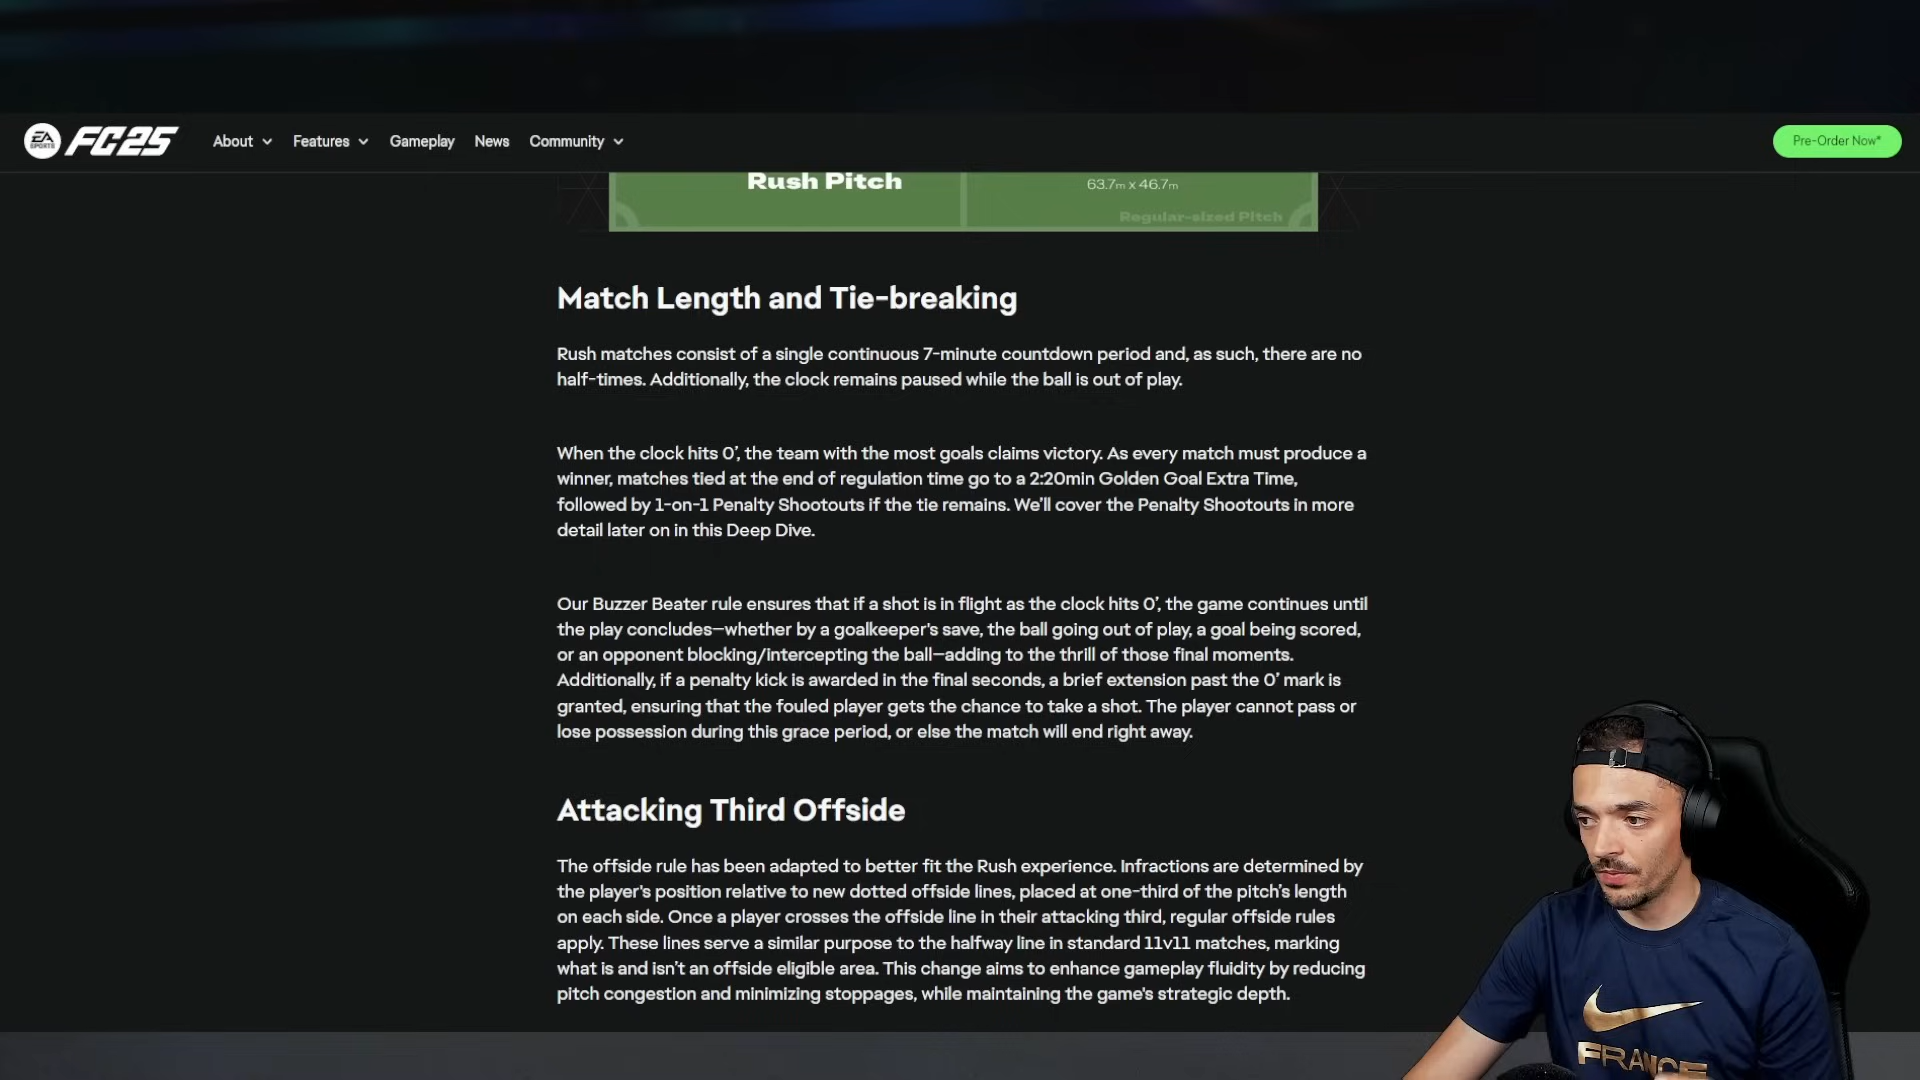 EA SPORTS FC25 About Features Gameplay News Community Pre-Order Now*
Rush Pitch 63.7m x 46.7m
Regular-sized Pitch
Match Length and Tie-breaking
Rush matches consist of a single continuous 7-minute countdown period and, as such, there are no
half-times. Additionally, the clock remains paused while the ball is out of play.
When the clock hits 0’, the team with the most goals claims victory. As every match must produce a
winner, matches tied at the end of regulation time go to a 2:20min Golden Goal Extra Time,
followed by 1-on-1 Penalty Shootouts if the tie remains. We’ll cover the Penalty Shootouts in more
detail later on in this Deep Dive.
Our Buzzer Beater rule ensures that if a shot is in flight as the clock hits 0’, the game continues until
the play concludes—whether by a goalkeeper's save, the ball going out of play, a goal being scored,
or an opponent blocking/intercepting the ball—adding to the thrill of those final moments.
Additionally, if a penalty kick is awarded in the final seconds, a brief extension past the 0’ mark is
granted, ensuring that the fouled player gets the chance to take a shot. The player cannot pass or
lose possession during this grace period, or else the match will end right away.
Attacking Third Offside
The offside rule has been adapted to better fit the Rush experience. Infractions are determined by
the player's position relative to new dotted offside lines, placed at one-third of the pitch’s length
on each side. Once a player crosses the offside line in their attacking third, regular offside rules
apply. These lines serve a similar purpose to the halfway line in standard 11v11 matches, marking
what is and isn’t an offside eligible area. This change aims to enhance gameplay fluidity by reducing
pitch congestion and minimizing stoppages, while maintaining the game's strategic depth.
FRANCE